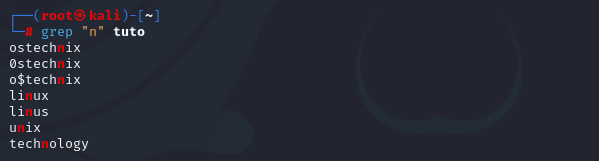 ┌──(root㉿kali)-[~]
└─# grep "n" tuto
ostechnix
0stechnix
o$technix
linux
linus
unix
technology